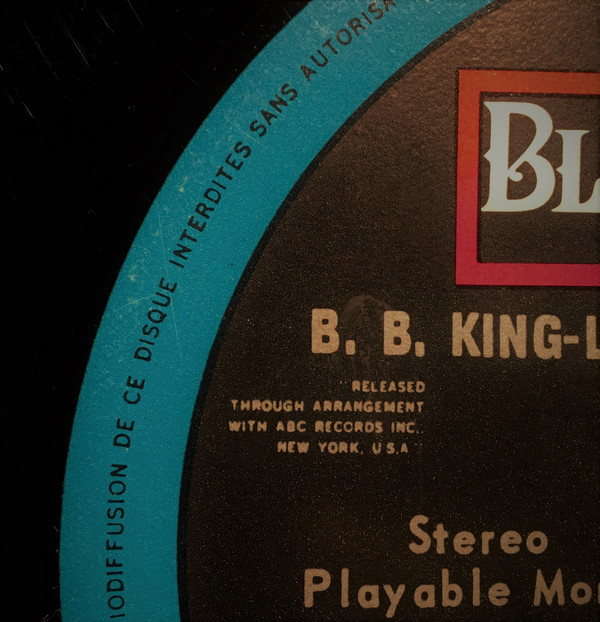 IODIFFUSION DE CE DISQUE INTERDITES SANS AUTORISA
BL
B. B. KING-L
RELEASED
THROUGH ARRANGEMENT
WITH ABC RECORDS INC.
NEW YORK, U.S.A
Stereo
Playable Mo